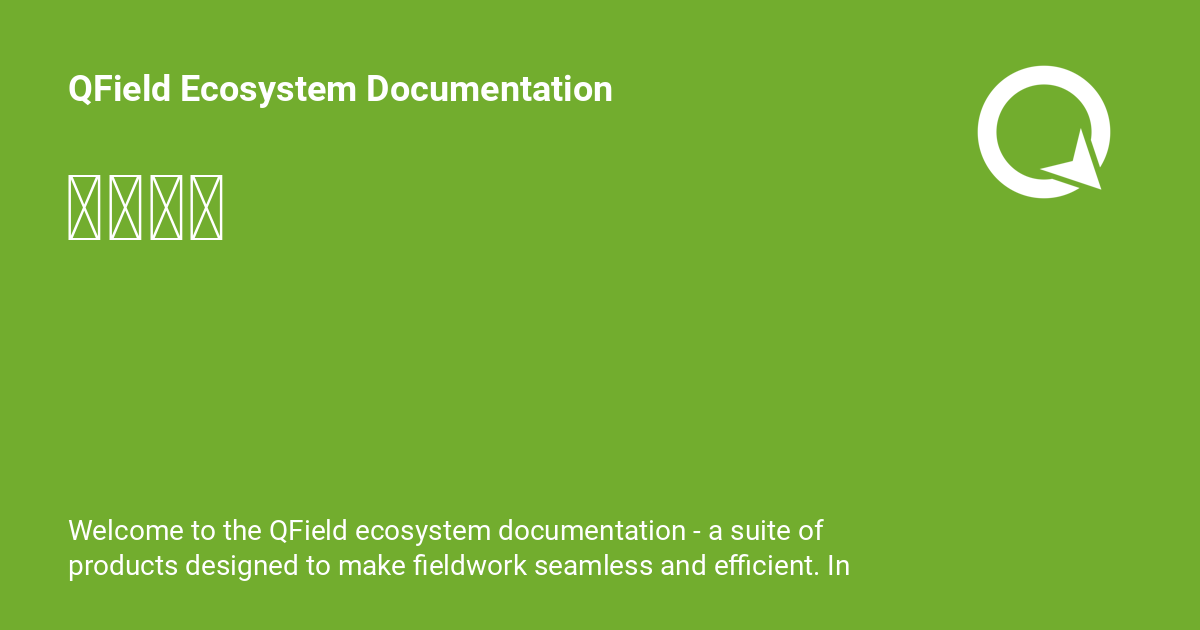 QField Ecosystem Documentation
Welcome to the QField ecosystem documentation - a suite of
products designed to make fieldwork seamless and efficient. In